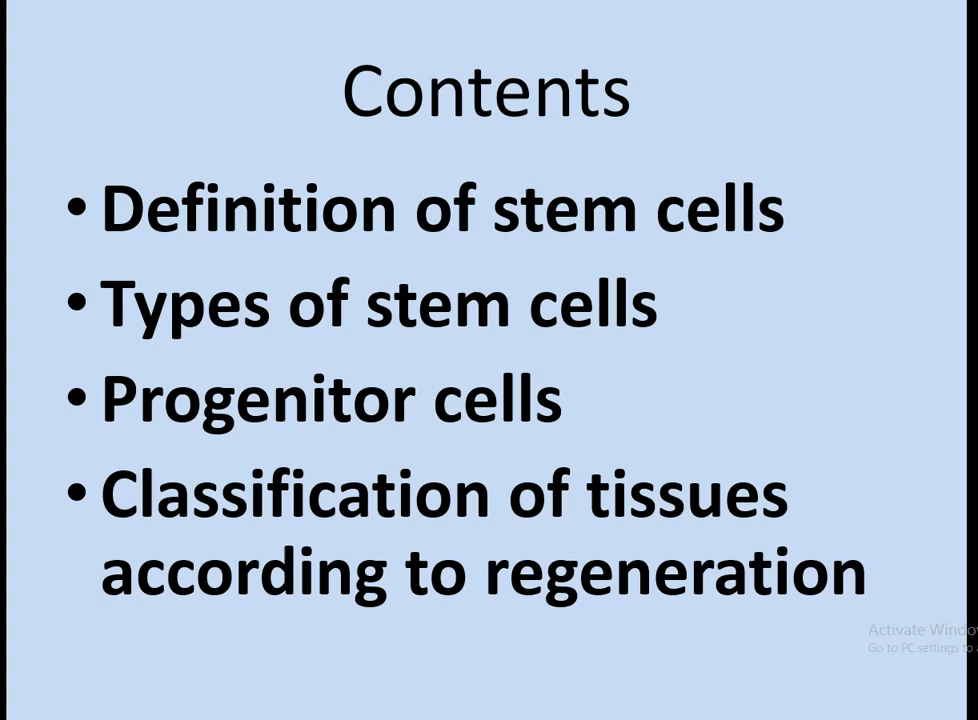 Contents
• Definition of stem cells
• Types of stem cells
• Progenitor cells
• Classification of tissues
according to regeneration
Activate Windo
Go to PC settings to